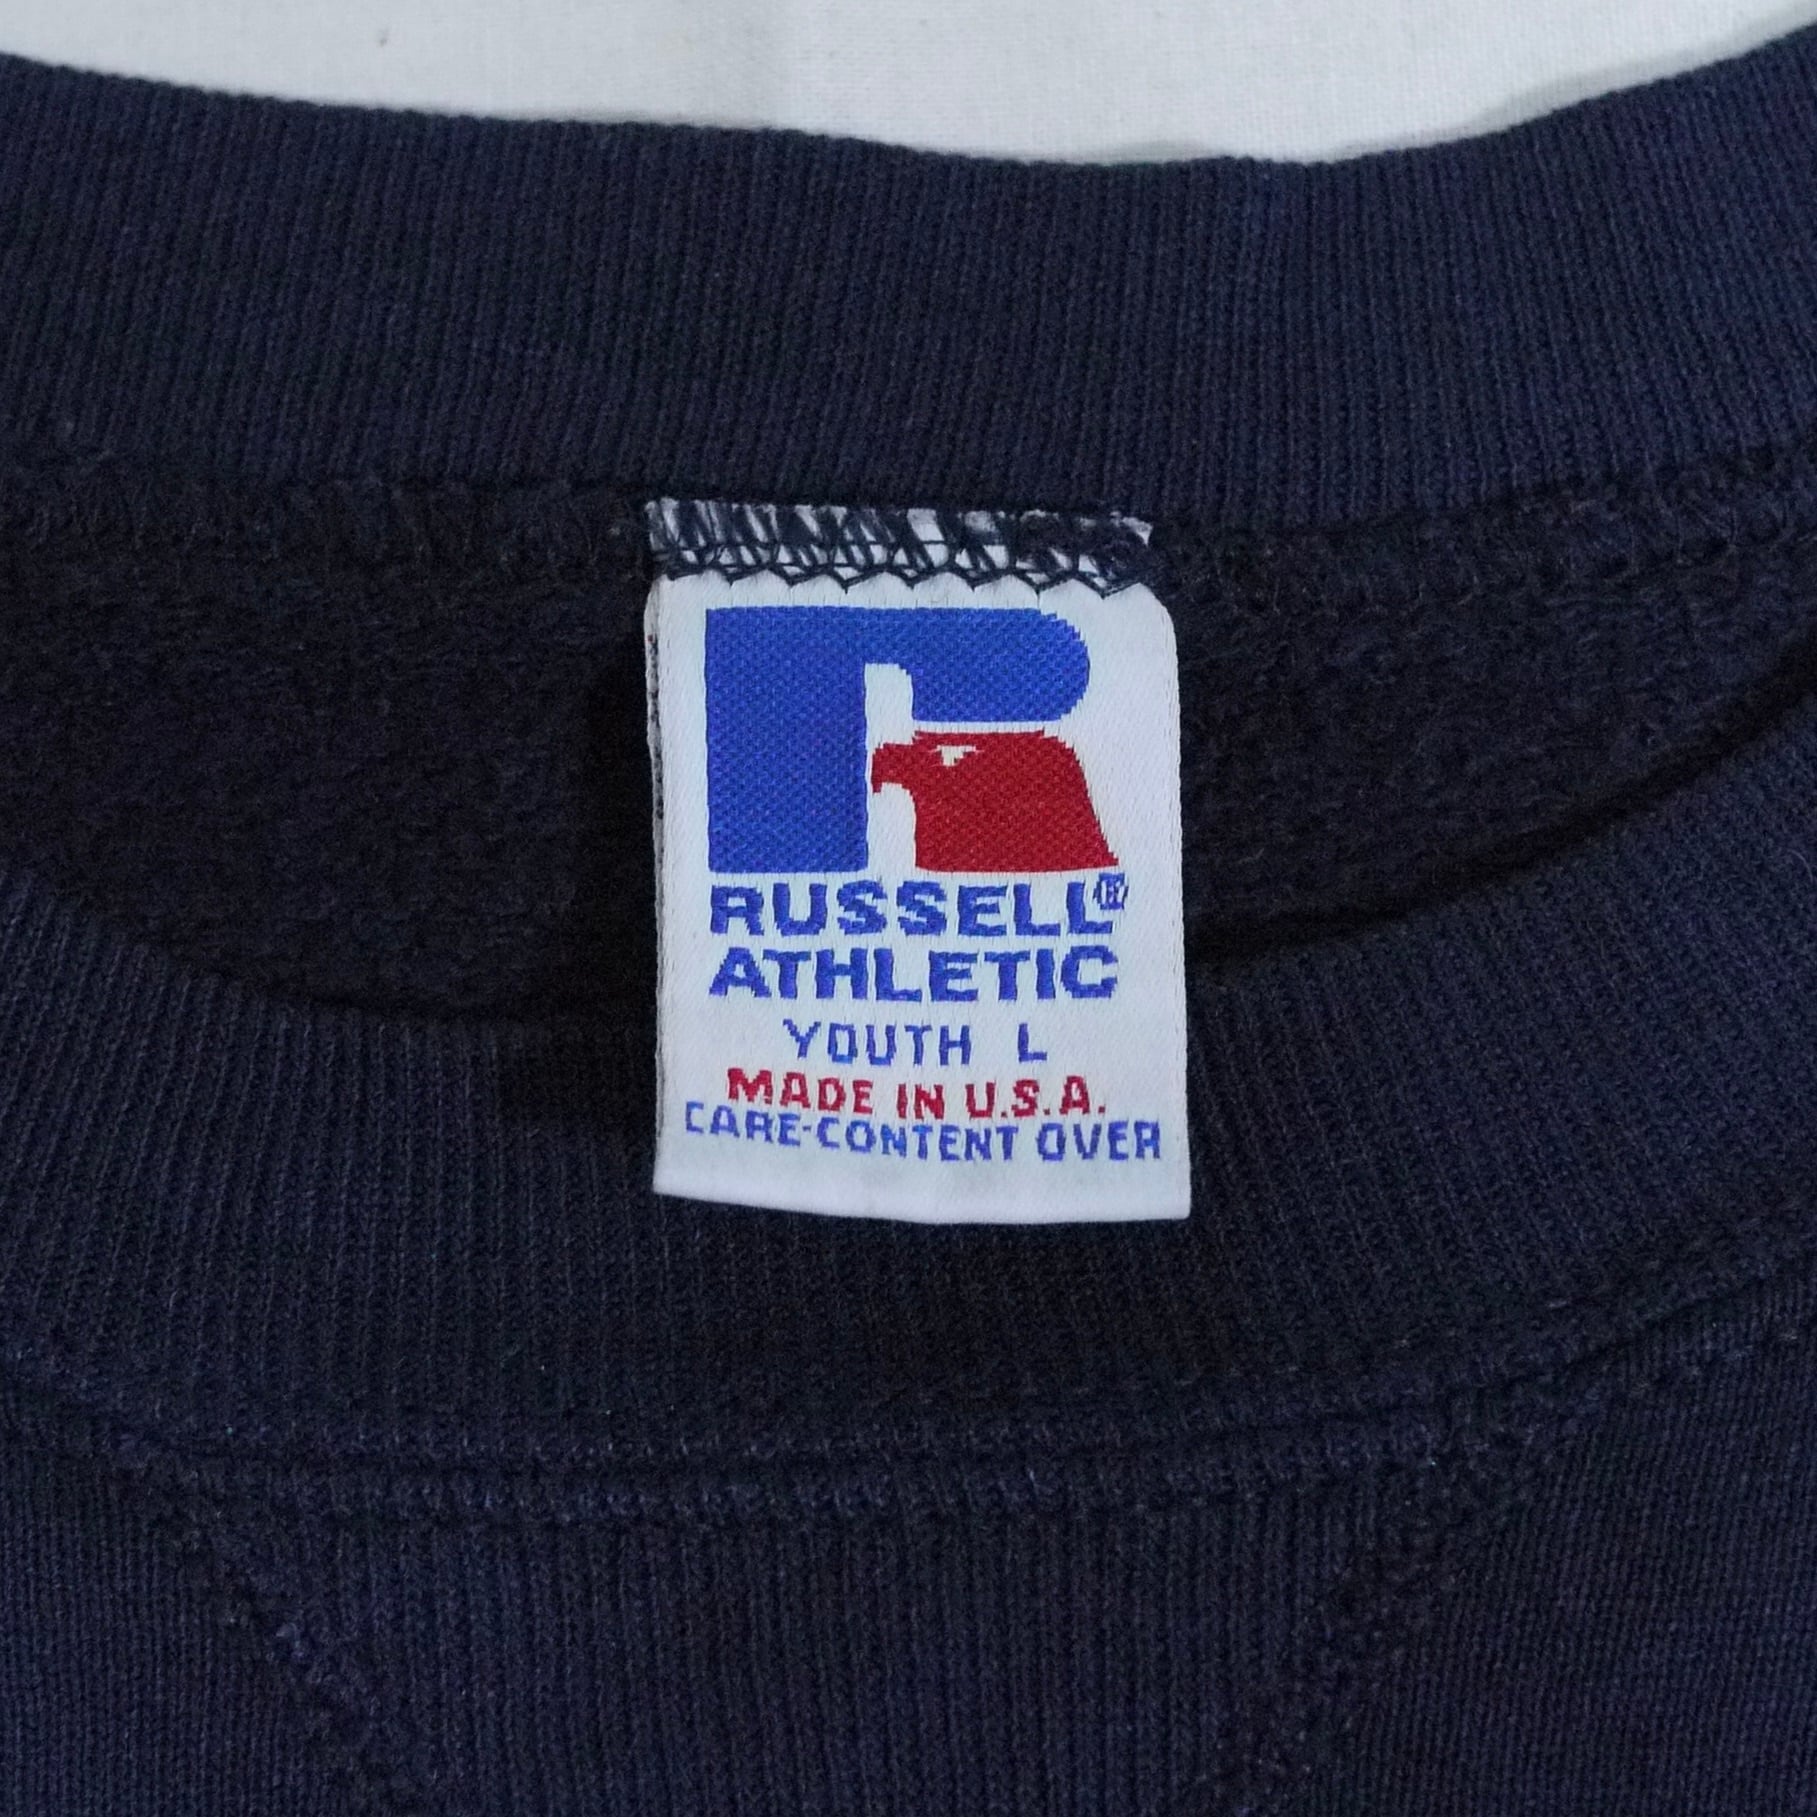 RUSSELL®
ATHLETIC
YOUTH L
MADE IN U.S.A.
CARE-CONTENT OVER